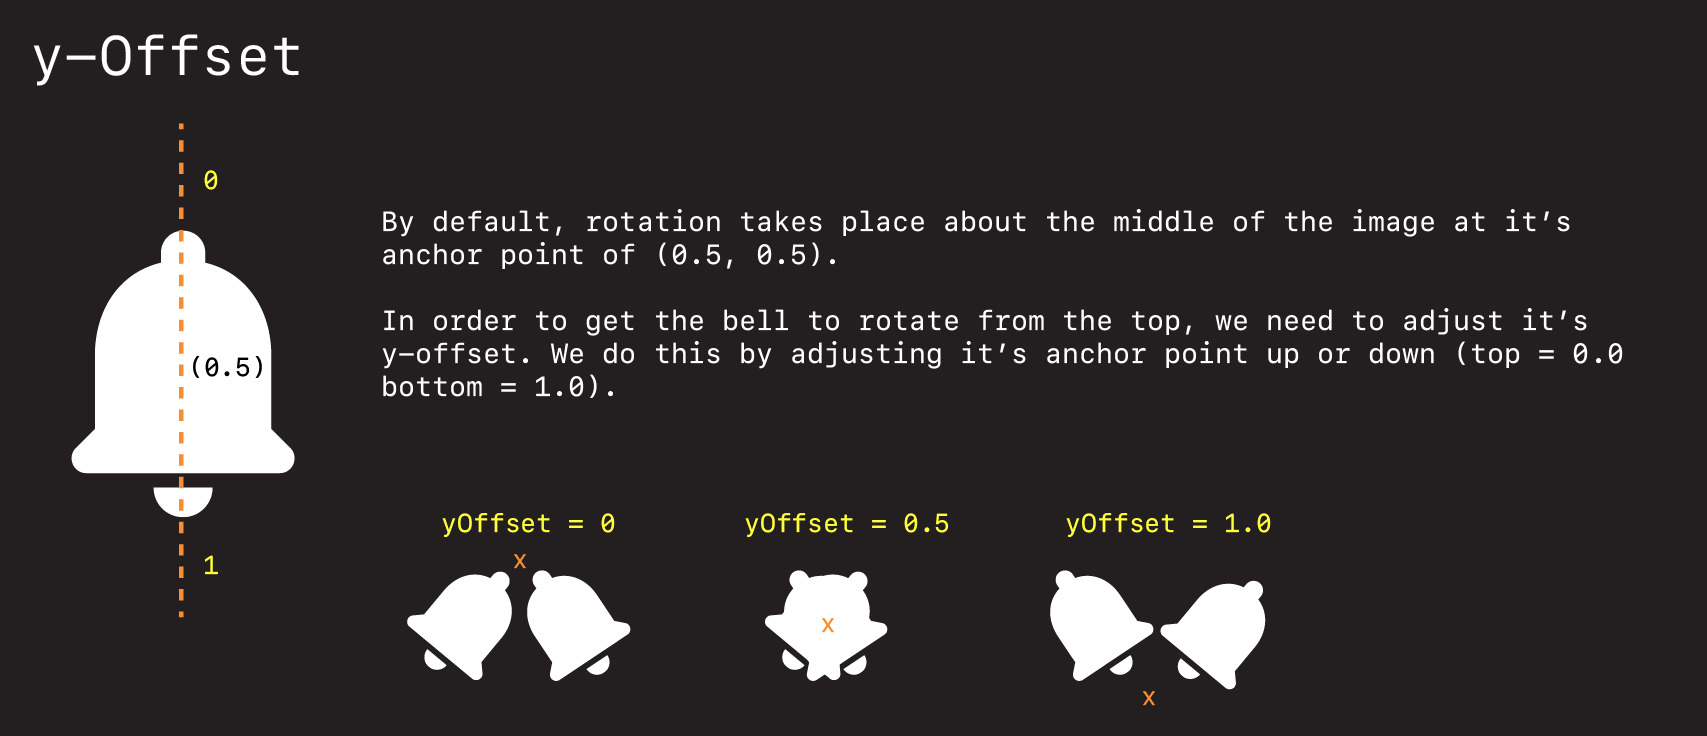 y-Offset
0
(0.5)
1
By default, rotation takes place about the middle of the image at it's
anchor point of (0.5, 0.5).
In order to get the bell to rotate from the top, we need to adjust it's
y-offset. We do this by adjusting it's anchor point up or down (top = 0.0
bottom = 1.0).
yOffset = 0
x
yOffset = 0.5
x
yOffset = 1.0
x